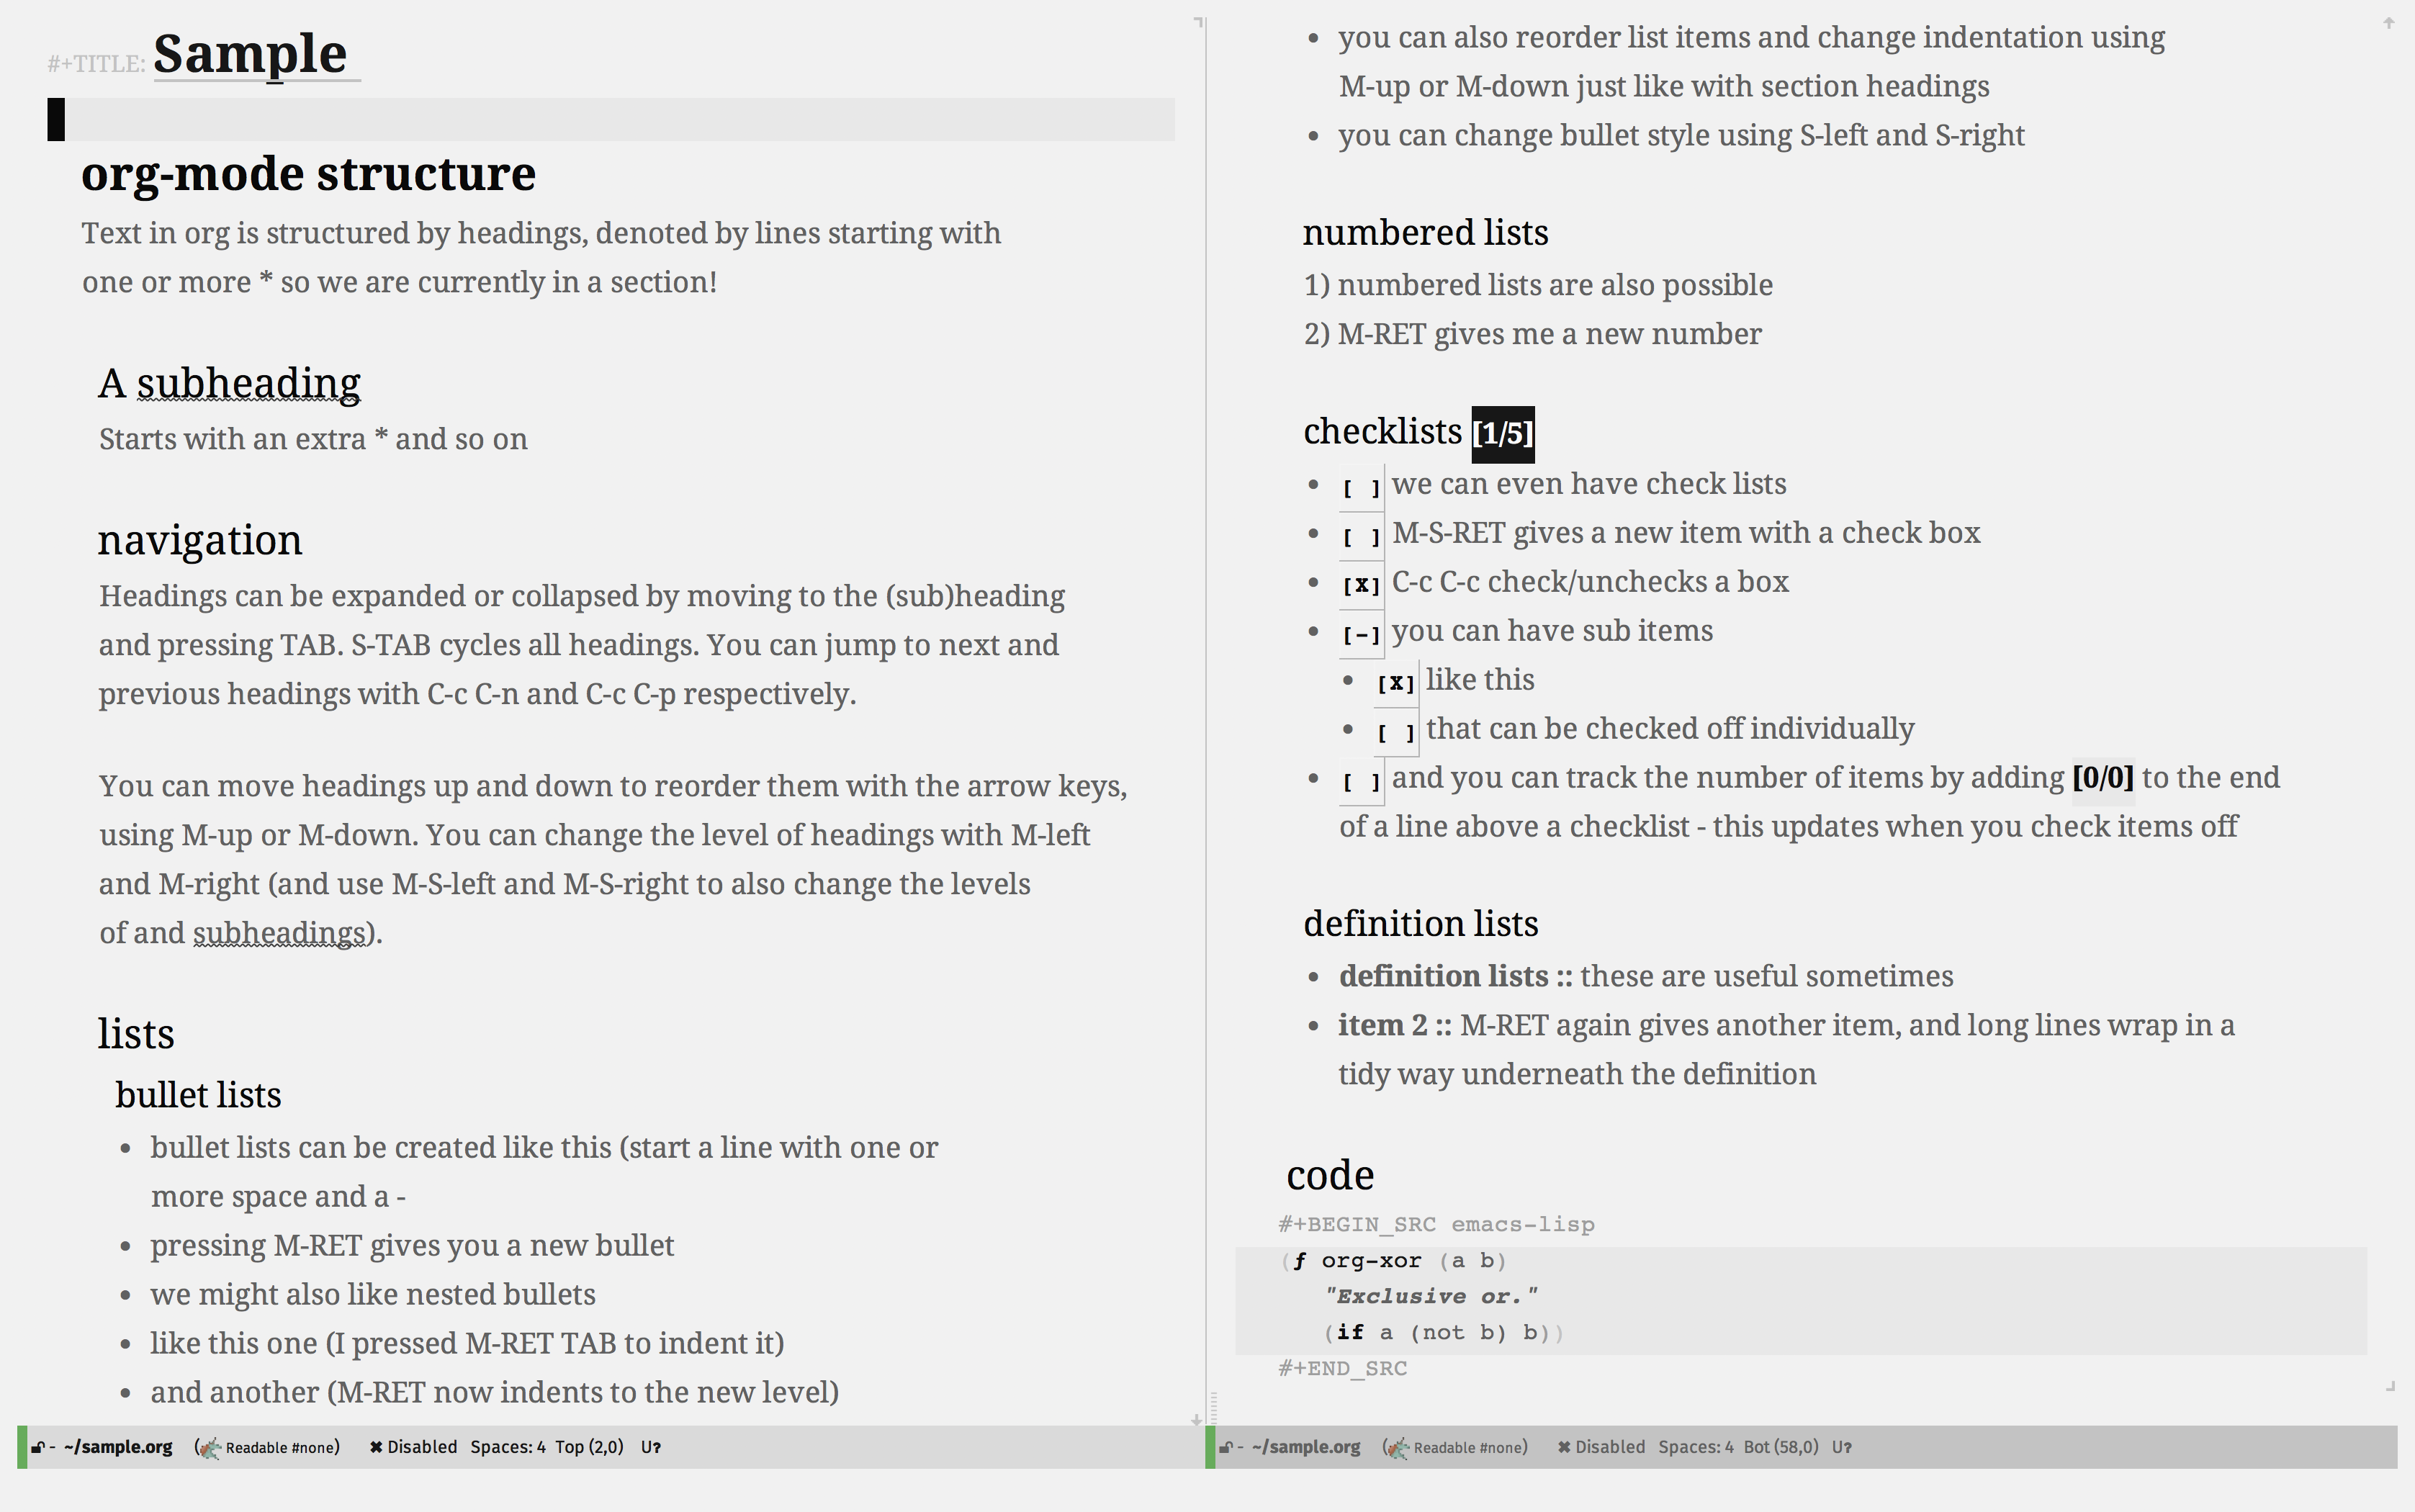 #+TITLE: Sample
org-mode structure
Text in org is structured by headings, denoted by lines starting with
one or more * so we are currently in a section!
A subheading
Starts with an extra * and so on
navigation
Headings can be expanded or collapsed by moving to the (sub)heading
and pressing TAB. S-TAB cycles all headings. You can jump to next and
previous headings with C-c C-n and C-c C-p respectively.
You can move headings up and down to reorder them with the arrow keys,
using M-up or M-down. You can change the level of headings with M-left
and M-right (and use M-S-left and M-S-right to also change the levels
of and subheadings).
lists
bullet lists
• bullet lists can be created like this (start a line with one or
more space and a -
• pressing M-RET gives you a new bullet
• we might also like nested bullets
• like this one (I pressed M-RET TAB to indent it)
• and another (M-RET now indents to the new level)
- ~/sample.org (Readable #none) ✖ Disabled Spaces: 4 Top (2,0) U?
• you can also reorder list items and change indentation using
M-up or M-down just like with section headings
• you can change bullet style using S-left and S-right
numbered lists
1) numbered lists are also possible
2) M-RET gives me a new number
checklists [1/5]
• [ ] we can even have check lists
• [ ] M-S-RET gives a new item with a check box
• [X] C-c C-c check/unchecks a box
• [-] you can have sub items
• [X] like this
• [ ] that can be checked off individually
• [ ] and you can track the number of items by adding [0/0] to the end
of a line above a checklist - this updates when you check items off
definition lists
• definition lists :: these are useful sometimes
• item 2 :: M-RET again gives another item, and long lines wrap in a
tidy way underneath the definition
code
#+BEGIN_SRC emacs-lisp
(ƒ org-xor (a b)
"Exclusive or."
(if a (not b) b))
#+END_SRC
- ~/sample.org (Readable #none) ✖ Disabled Spaces: 4 Bot (58,0) U?